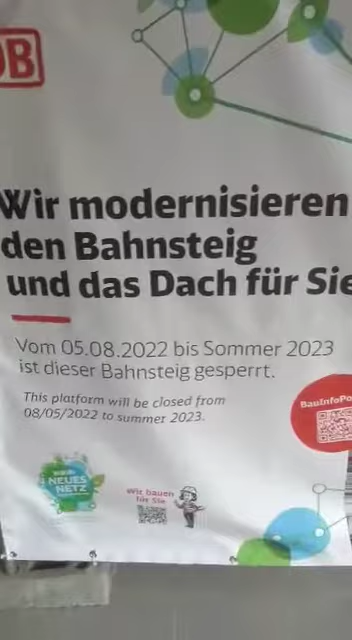 DB
Wir modernisieren
den Bahnsteig
und das Dach für Sie
Vom 05.08.2022 bis Sommer 2023
ist dieser Bahnsteig gesperrt.
This platform will be closed from
08/05/2022 to summer 2023.
BauInfoPo
NEUES
NETZ
Wir bauen
für Sie